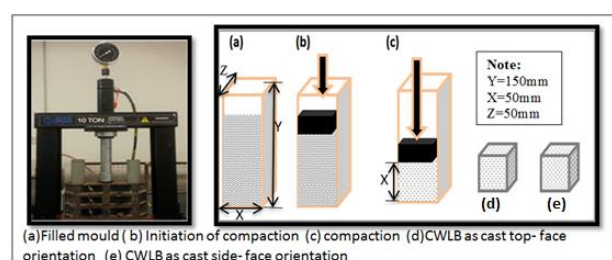 10 TON
(a) (b) (c)
Z
Y
X
X
Note:
Y=150mm
X=50mm
Z=50mm
(d) (e)
(a)Filled mould ( b) Initiation of compaction (c) compaction (d)CWLB as cast top- face
orientation (e) CWLB as cast side- face orientation